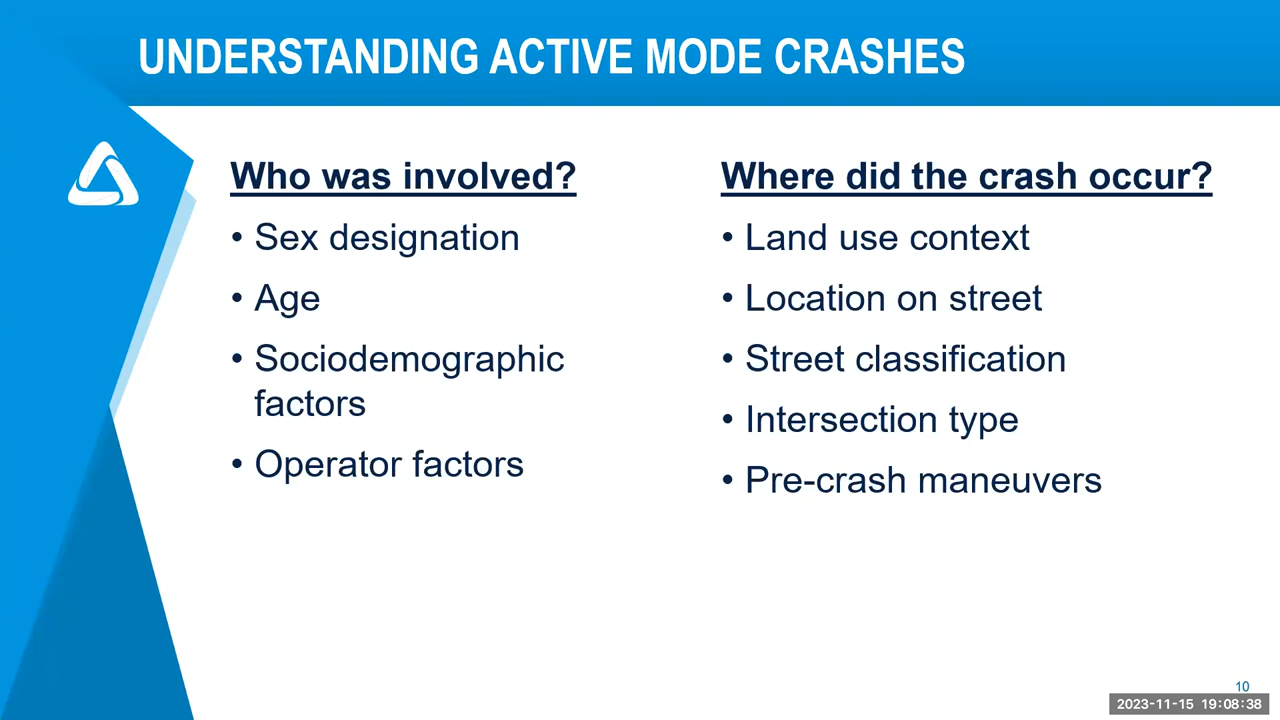 UNDERSTANDING ACTIVE MODE CRASHES
Who was involved?
• Sex designation
• Age
• Sociodemographic
factors
• Operator factors
Where did the crash occur?
• Land use context
• Location on street
• Street classification
• Intersection type
• Pre-crash maneuvers
10
2023-11-15 19:08:38